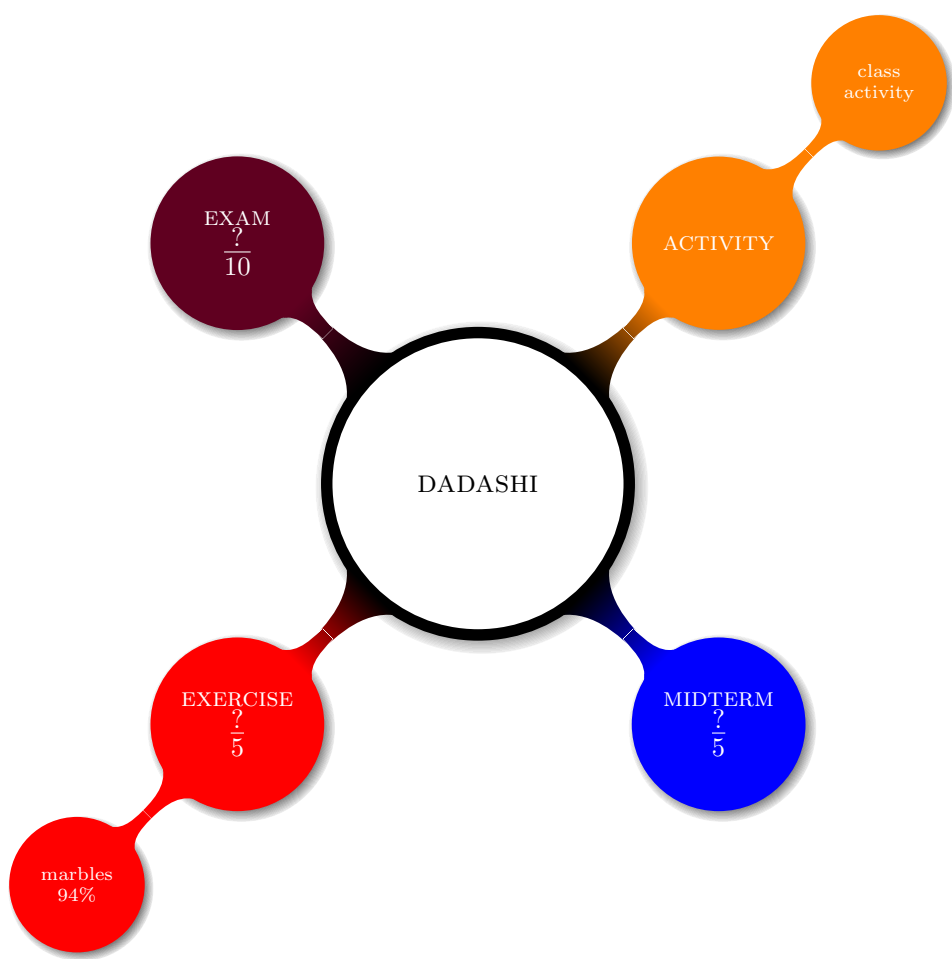 class
activity
EXAM
?
10
ACTIVITY
DADASHI
EXERCISE
?
5
MIDTERM
?
5
marbles
94%